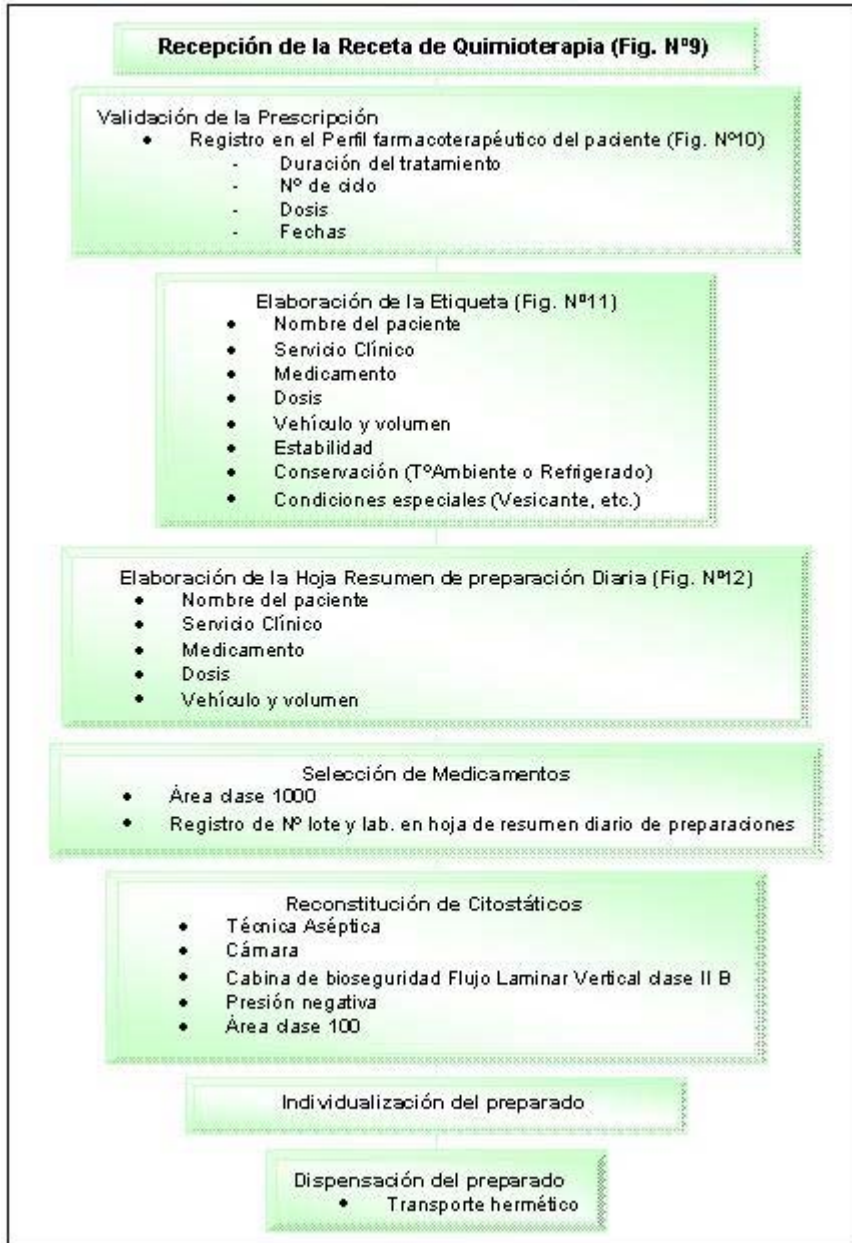 Recepción de la Receta de Quimioterapia (Fig. Nº9)
Validación de la Prescripción
• Registro en el Perfil farmacoterapéutico del paciente (Fig. Nº10)
- Duración del tratamiento
- Nº de ciclo
- Dosis
- Fechas
Elaboración de la Etiqueta (Fig. Nº11)
• Nombre del paciente
• Servicio Clínico
• Medicamento
• Dosis
• Vehículo y volumen
• Estabilidad
• Conservación (TºAmbiente o Refrigerado)
• Condiciones especiales (Vesicante, etc.)
Elaboración de la Hoja Resumen de preparación Diaria (Fig. Nº12)
• Nombre del paciente
• Servicio Clínico
• Medicamento
• Dosis
• Vehículo y volumen
Selección de Medicamentos
• Área clase 1000
• Registro de Nº lote y lab. en hoja de resumen diario de preparaciones
Reconstitución de Citostáticos
• Técnica Aséptica
• Cámara
• Cabina de bioseguridad Flujo Laminar Vertical clase II B
• Presión negativa
• Área clase 100
Individualización del preparado
Dispensación del preparado
• Transporte hermético